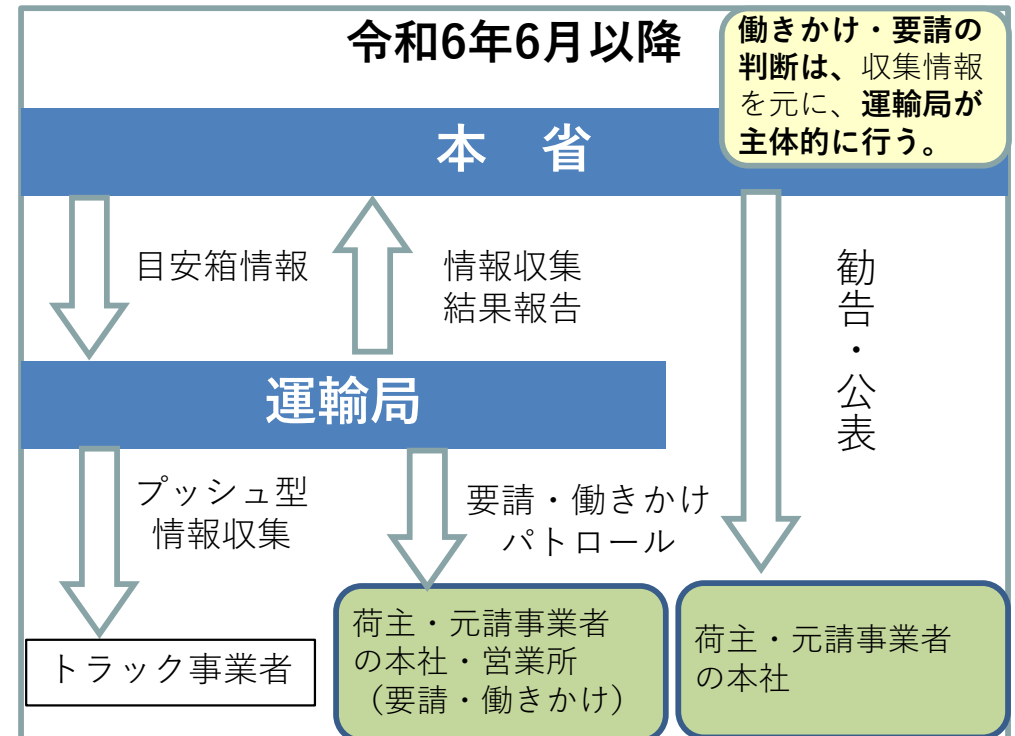 令和6年6月以降
働きかけ・要請の
判断は、収集情報
を元に、運輸局が
主体的に行う。
本　省
目安箱情報
情報収集
結果報告
勧告・公表
運輸局
プッシュ型
情報収集
要請・働きかけ
パトロール
トラック事業者
荷主・元請事業者
の本社・営業所
（要請・働きかけ）
荷主・元請事業者
の本社